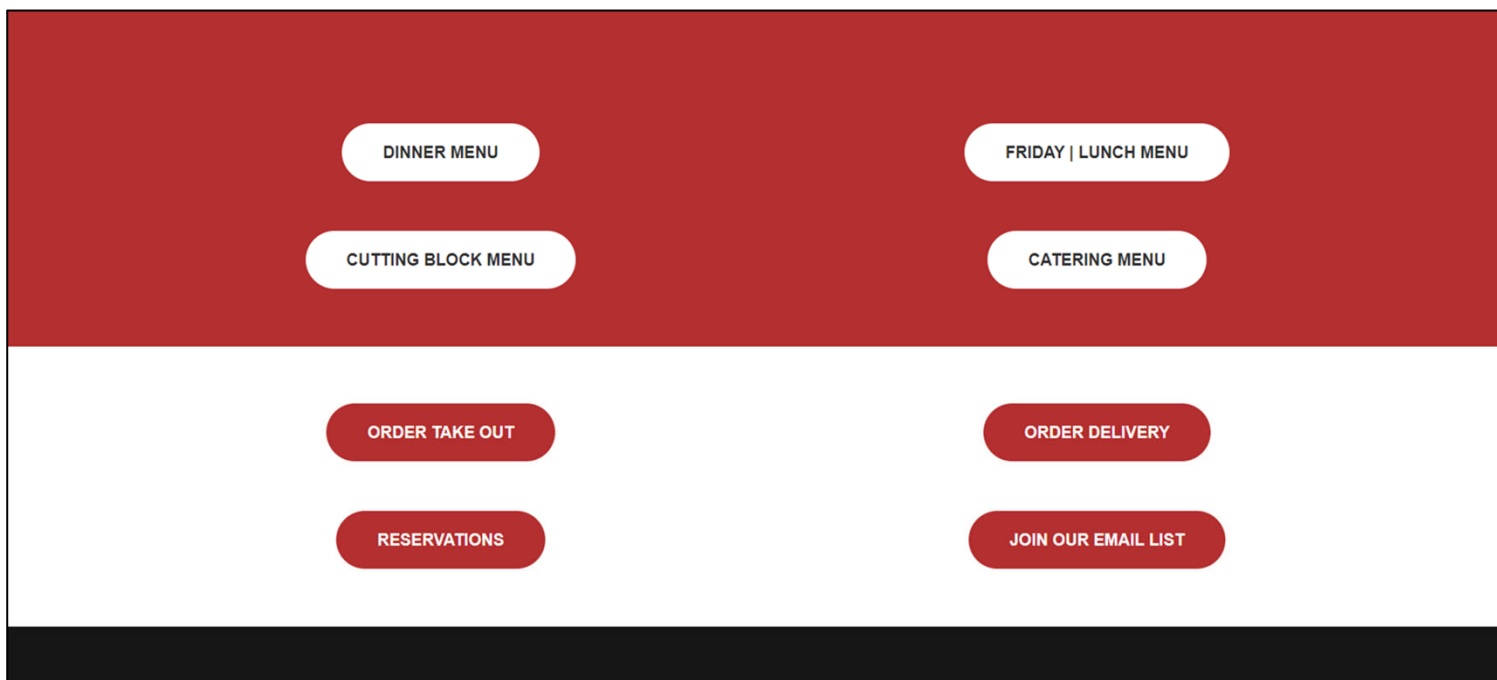 DINNER MENU
FRIDAY | LUNCH MENU
CUTTING BLOCK MENU
CATERING MENU
ORDER TAKE OUT
ORDER DELIVERY
RESERVATIONS
JOIN OUR EMAIL LIST